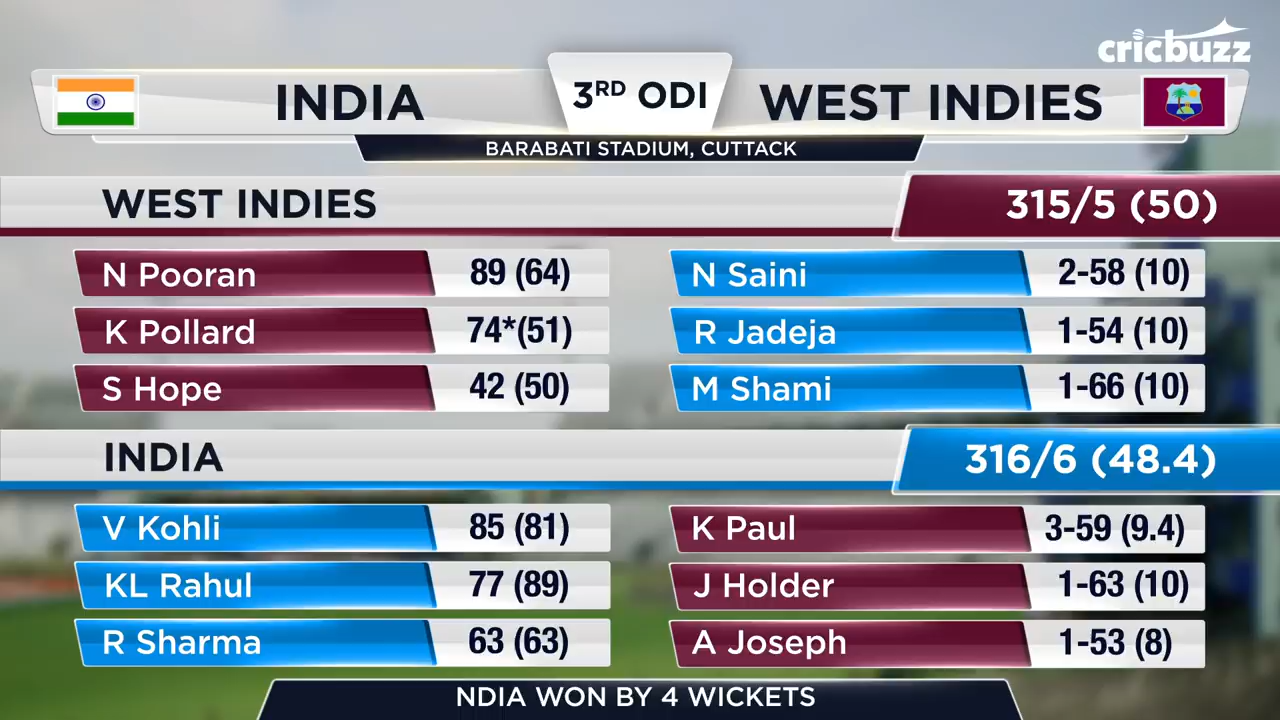 cricbuzz
INDIA
3RD ODI
WEST INDIES
BARABATI STADIUM, CUTTACK
WEST INDIES 315/5 (50)
N Pooran 89 (64) N Saini 2-58 (10)
K Pollard 74*(51) R Jadeja 1-54 (10)
S Hope 42 (50) M Shami 1-66 (10)
INDIA 316/6 (48.4)
V Kohli 85 (81) K Paul 3-59 (9.4)
KL Rahul 77 (89) J Holder 1-63 (10)
R Sharma 63 (63) A Joseph 1-53 (8)
NDIA WON BY 4 WICKETS